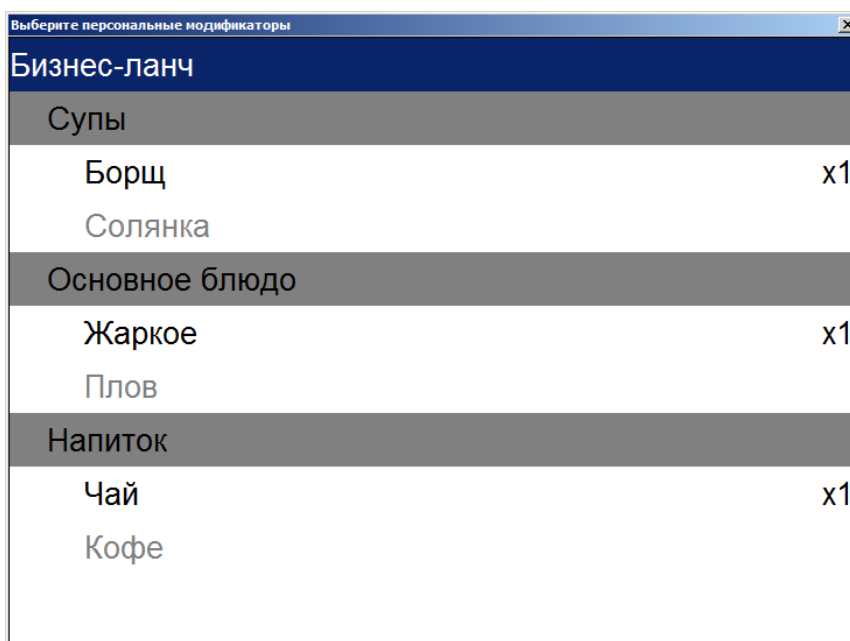 Выберите персональные модификаторы
Бизнес-ланч
Супы
Борщ x1
Солянка
Основное блюдо
Жаркое x1
Плов
Напиток
Чай x1
Кофе